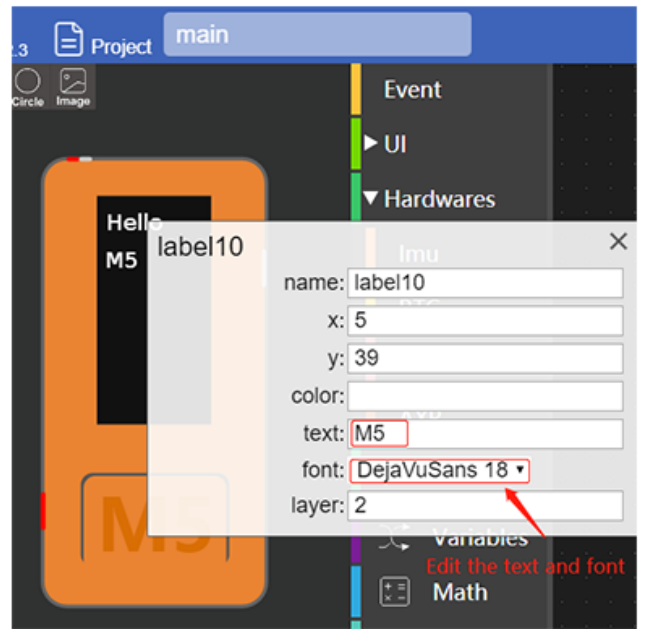 .3 Project main
Circle Image
Event
UI
Hardwares
Hello
M5
label10
Imu
name: label10
x: 5
y: 39
color:
text: M5
font: DejaVuSans 18
layer: 2
M5
Variables
Edit the text and font
Math